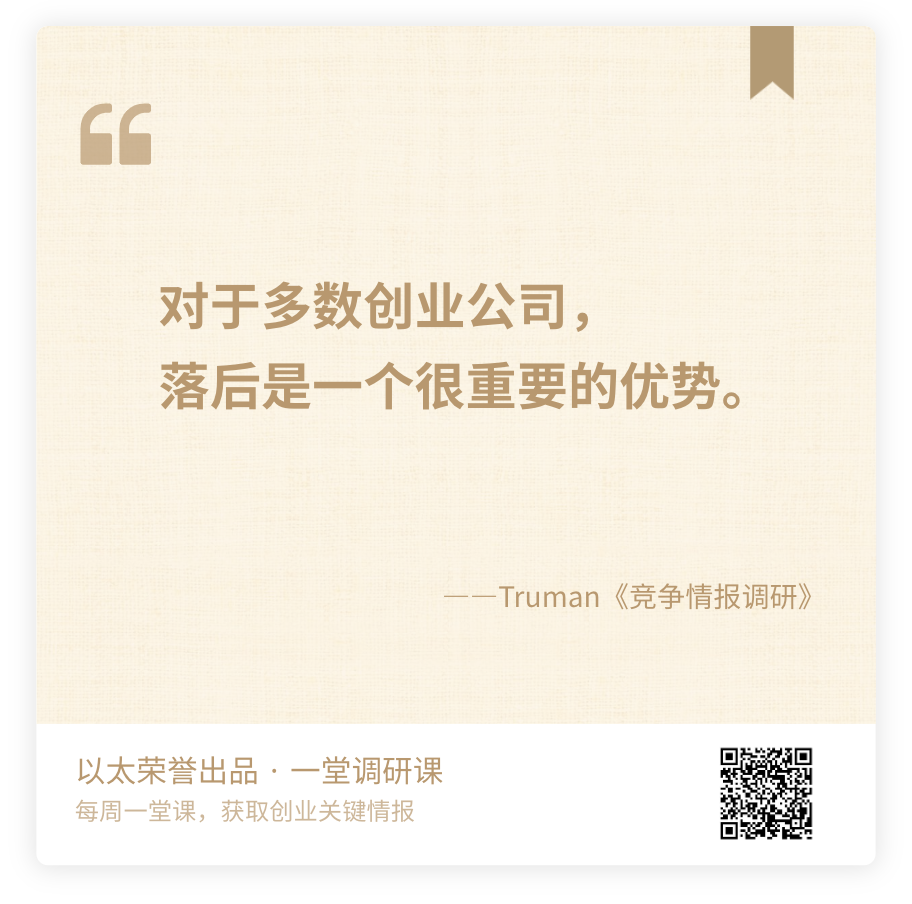 对于多数创业公司，
落后是一个很重要的优势。
——Truman《竞争情报调研》
以太荣誉出品 · 一堂调研课
每周一堂课，获取创业关键情报